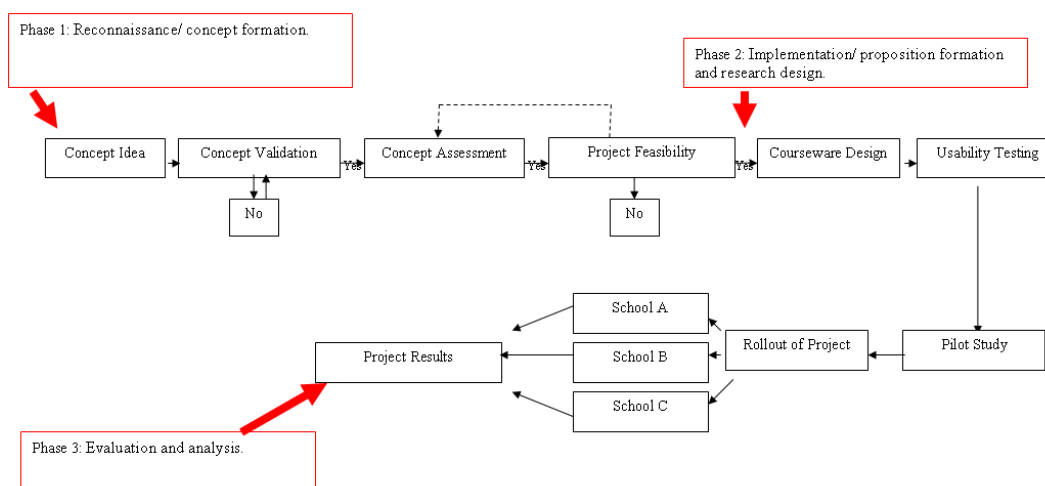 Phase 1: Reconnaissance/ concept formation.
Phase 2: Implementation/ proposition formation
and research design.
Concept Idea
Concept Validation
Yes
Concept Assessment
Yes
Project Feasibility
Yes
Courseware Design
Usability Testing
No
No
School A
Project Results
School B
Rollout of Project
Pilot Study
School C
Phase 3: Evaluation and analysis.